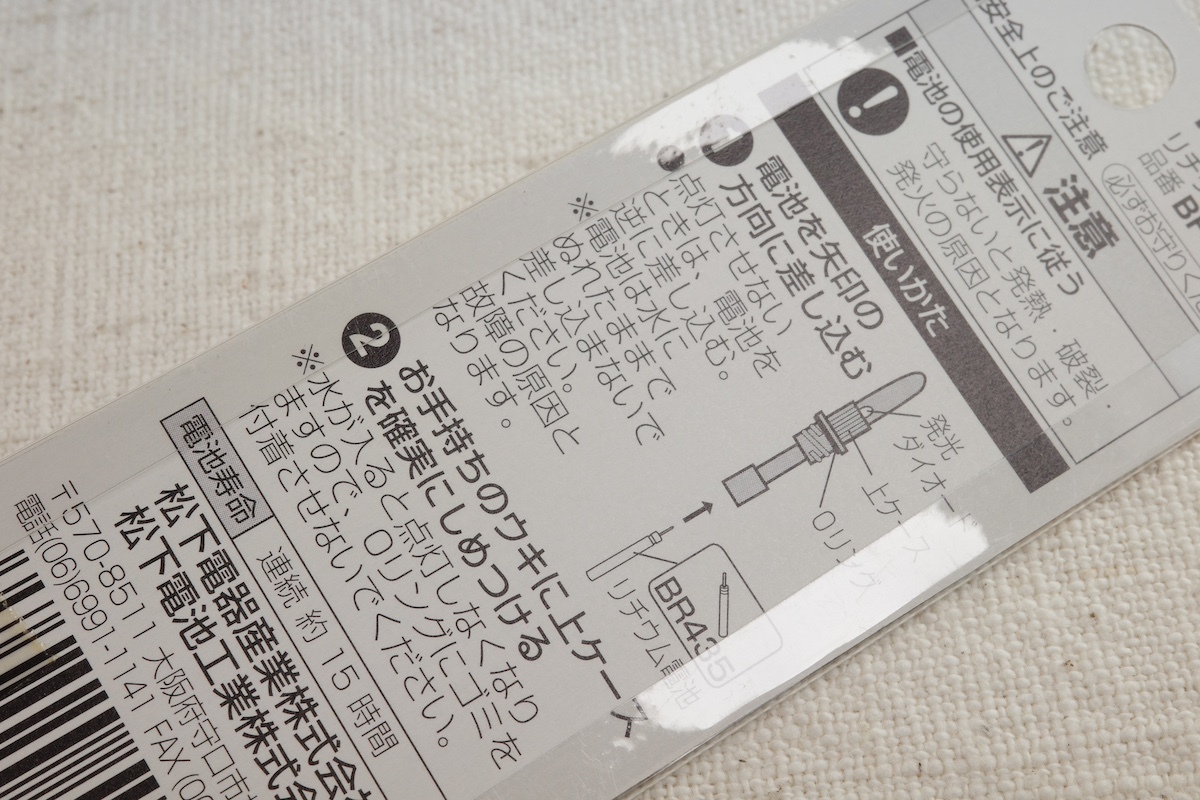 リチ
品番 BP
安全上のご注意
必ずお守りく
⚠ 注意
■電池の使用表示に従う
守らないと発熱・破裂・
発火の原因となります。
使いかた
電池を矢印の
方向に差し込む
点灯させない
ときは、電池を
逆に差し込む。
※電池は水に
ぬれたままで
差し込まないで
ください。
故障の原因と
なります。
発光
ダイオード
上ケース
Oリング
BR435
リチウム電池
2 お手持ちのウキに上ケース
を確実にしめつける
※水が入ると点灯しなくなり
ますので、Oリングにゴミを
付着させないでください。
電池寿命 連続 約 15時間
松下電器産業株式会
松下電池工業株式会
〒570-8511 大阪府守口市
電話(06)6991-1141 FAX(0